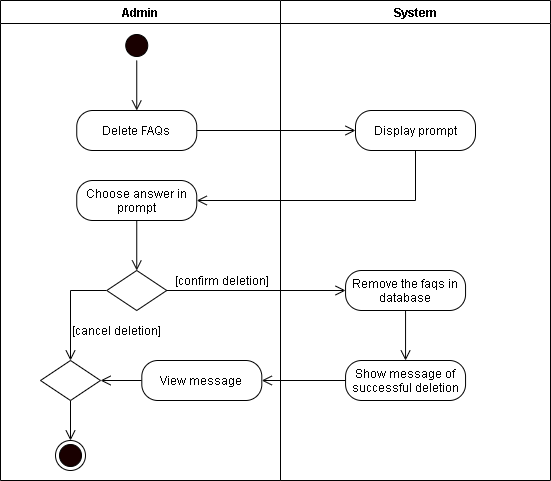 Admin
System
Delete FAQs
Display prompt
Choose answer in
prompt
[confirm deletion]
Remove the faqs in
database
[cancel deletion]
View message
Show message of
successful deletion